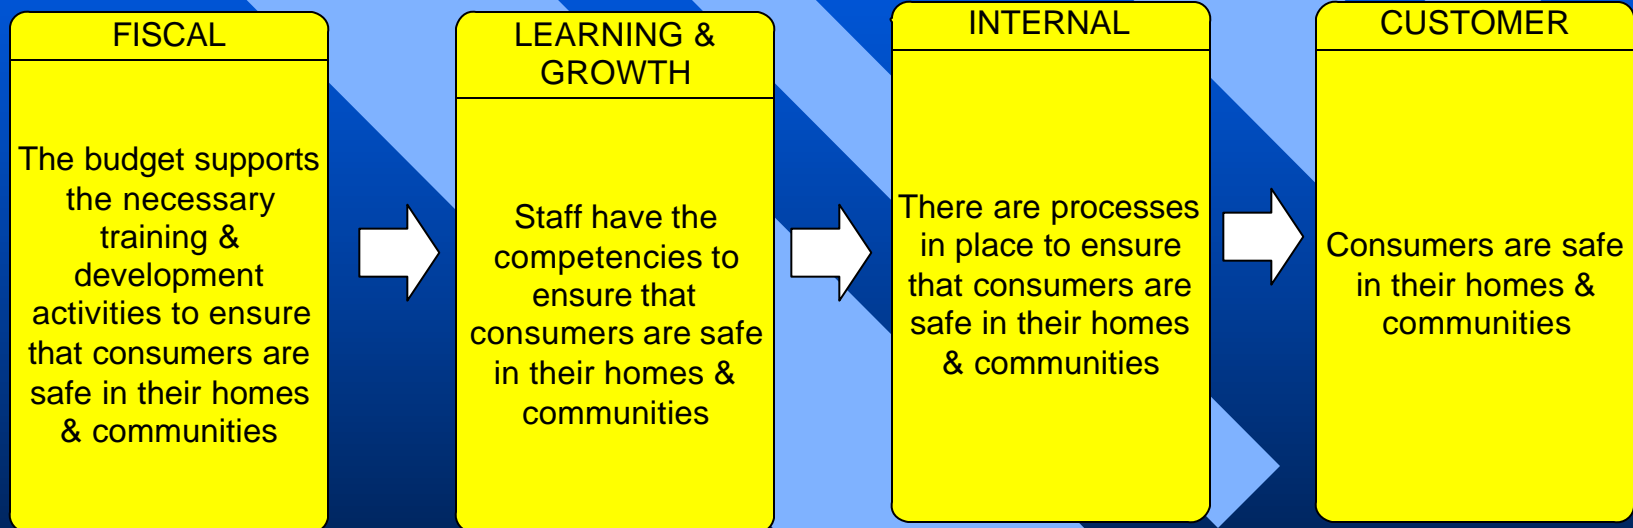 FISCAL
The budget supports
the necessary
training &
development
activities to ensure
that consumers are
safe in their homes
& communities
LEARNING &
GROWTH
Staff have the
competencies to
ensure that
consumers are safe
in their homes &
communities
INTERNAL
There are processes
in place to ensure
that consumers are
safe in their homes
& communities
CUSTOMER
Consumers are safe
in their homes &
communities